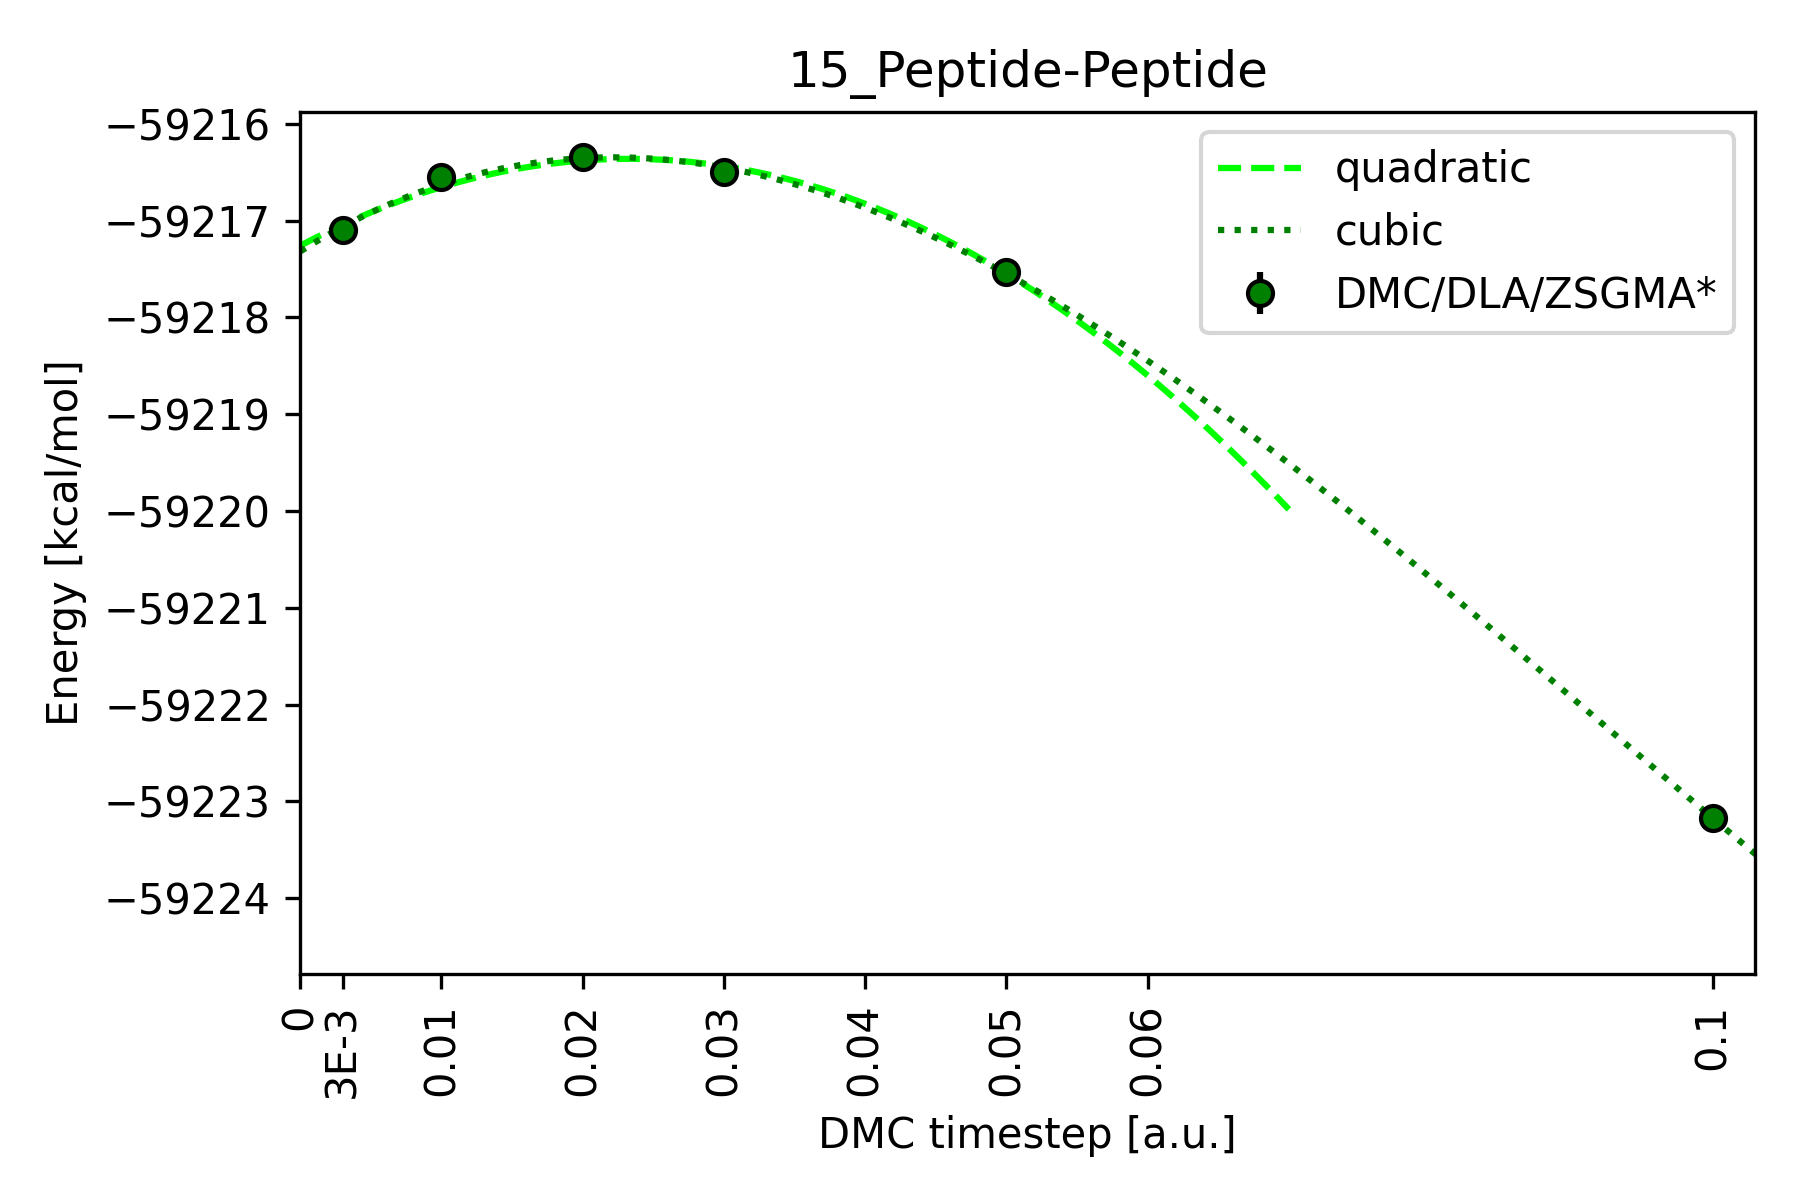 15_Peptide-Peptide
−59216
−59217
−59218
−59219
−59220
−59221
−59222
−59223
−59224
Energy [kcal/mol]
quadratic
cubic
DMC/DLA/ZSGMA*
0
3E-3
0.01
0.02
0.03
0.04
0.05
0.06
0.1
DMC timestep [a.u.]